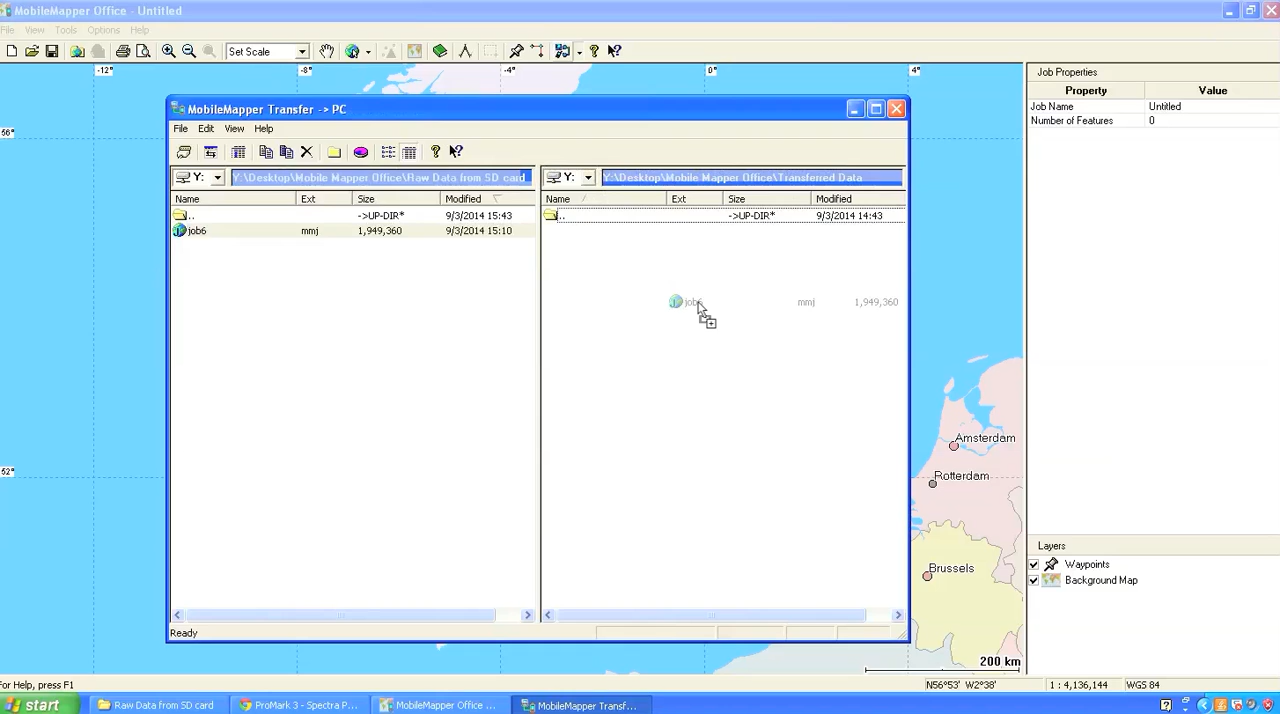 MobileMapper Office - Untitled
File View Tools Options Help
Set Scale
-12° -8° -4° 0° 4°
56°
52°
MobileMapper Transfer -> PC
File Edit View Help
Y: Y:\Desktop\Mobile Mapper Office\Raw Data from SD card
Y: Y:\Desktop\Mobile Mapper Office\Transferred Data
Name Ext Size Modified
.. ->UP-DIR* 9/3/2014 15:43
job6 mmj 1,949,360 9/3/2014 15:10
Name Ext Size Modified
.. ->UP-DIR* 9/3/2014 14:43
job6 mmj 1,949,360
Ready
Job Properties
Property Value
Job Name Untitled
Number of Features 0
Amsterdam
Rotterdam
Brussels
200 km
Layers
Waypoints
Background Map
For Help, press F1
N56°53' W2°38' 1 : 4,136,144 WGS 84
start
Raw Data from SD card
ProMark 3 - Spectra P...
MobileMapper Office ...
MobileMapper Transf...